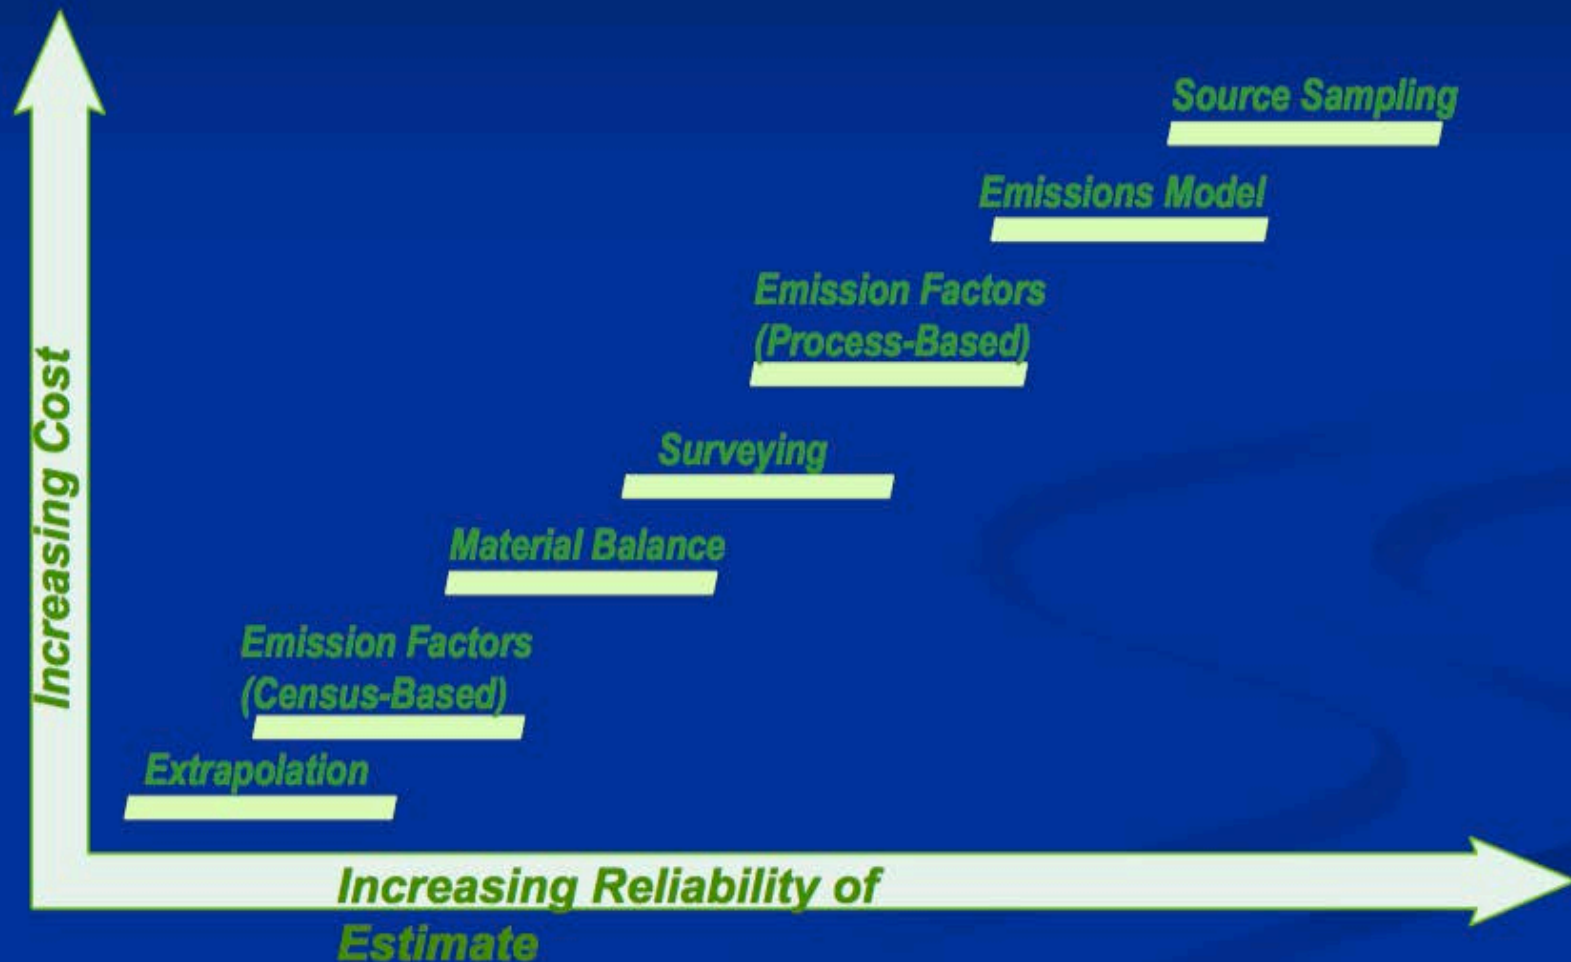 Source Sampling
Emissions Model
Emission Factors
(Process-Based)
Surveying
Material Balance
Emission Factors
(Census-Based)
Extrapolation
Increasing Cost
Increasing Reliability of
Estimate